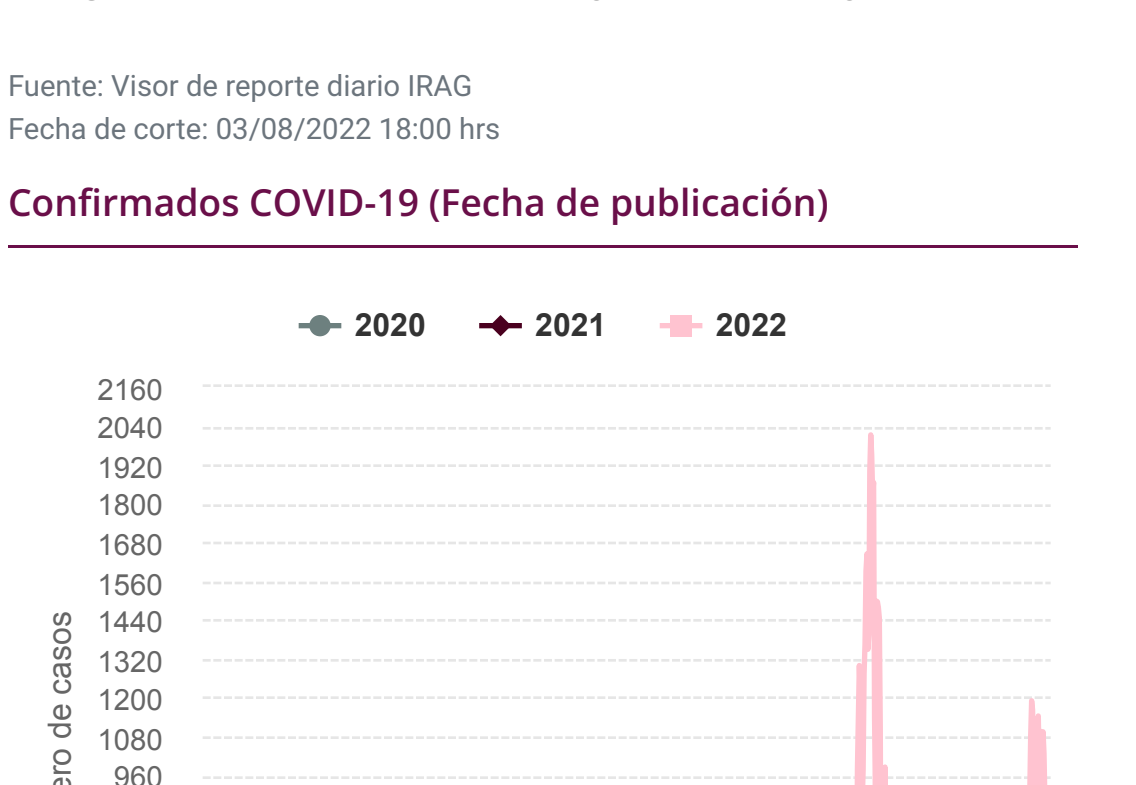 Fuente: Visor de reporte diario IRAG
Fecha de corte: 03/08/2022 18:00 hrs
Confirmados COVID-19 (Fecha de publicación)
2020 2021 2022
2160
2040
1920
1800
1680
1560
1440
1320
1200
1080
960
de casos